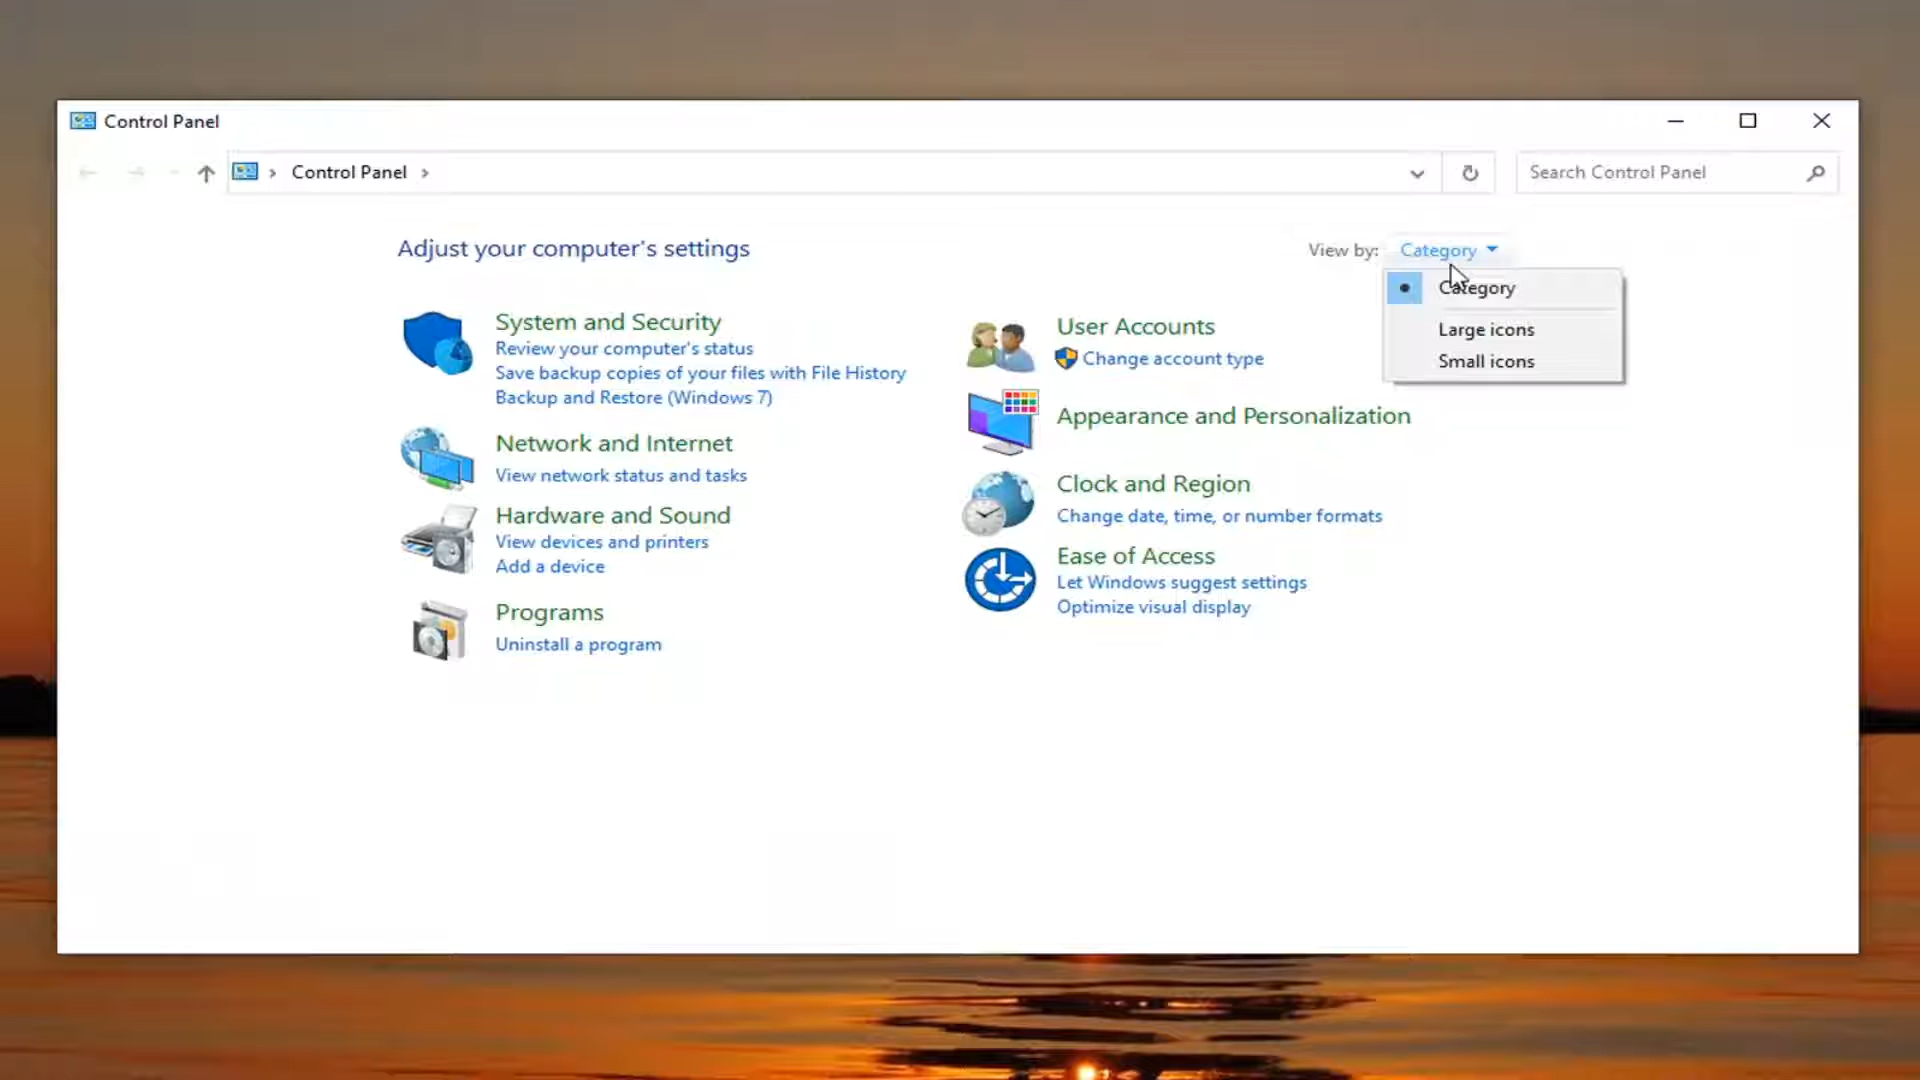 Control Panel
Control Panel
Search Control Panel
Adjust your computer's settings
View by: Category
Category
Large icons
Small icons
System and Security
Review your computer's status
Save backup copies of your files with File History
Backup and Restore (Windows 7)
Network and Internet
View network status and tasks
Hardware and Sound
View devices and printers
Add a device
Programs
Uninstall a program
User Accounts
Change account type
Appearance and Personalization
Clock and Region
Change date, time, or number formats
Ease of Access
Let Windows suggest settings
Optimize visual display